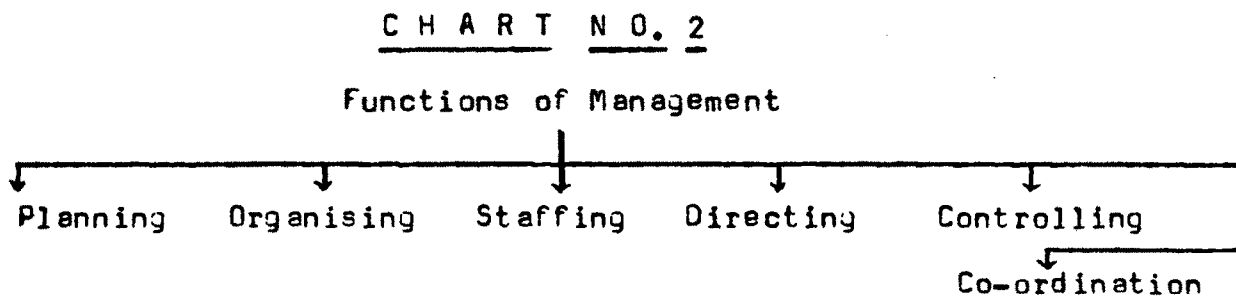 CHART NO. 2
Functions of Management
Planning Organising Staffing Directing Controlling
Co-ordination